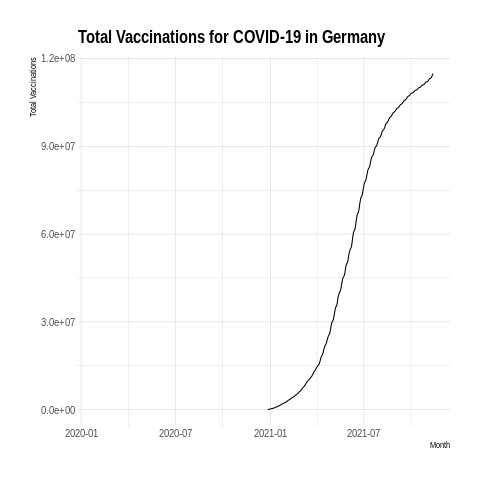 Total Vaccinations for COVID-19 in Germany
Total Vaccinations
1.2e+08
9.0e+07
6.0e+07
3.0e+07
0.0e+00
2020-01 2020-07 2021-01 2021-07
Month